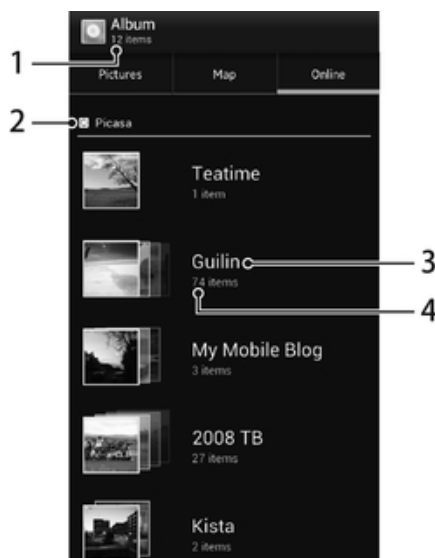 Album
12 items
1
Pictures Map Online
2
Picasa
Teatime
1 item
Guilin
3
74 items
4
My Mobile Blog
3 items
2008 TB
27 items
Kista
2 items